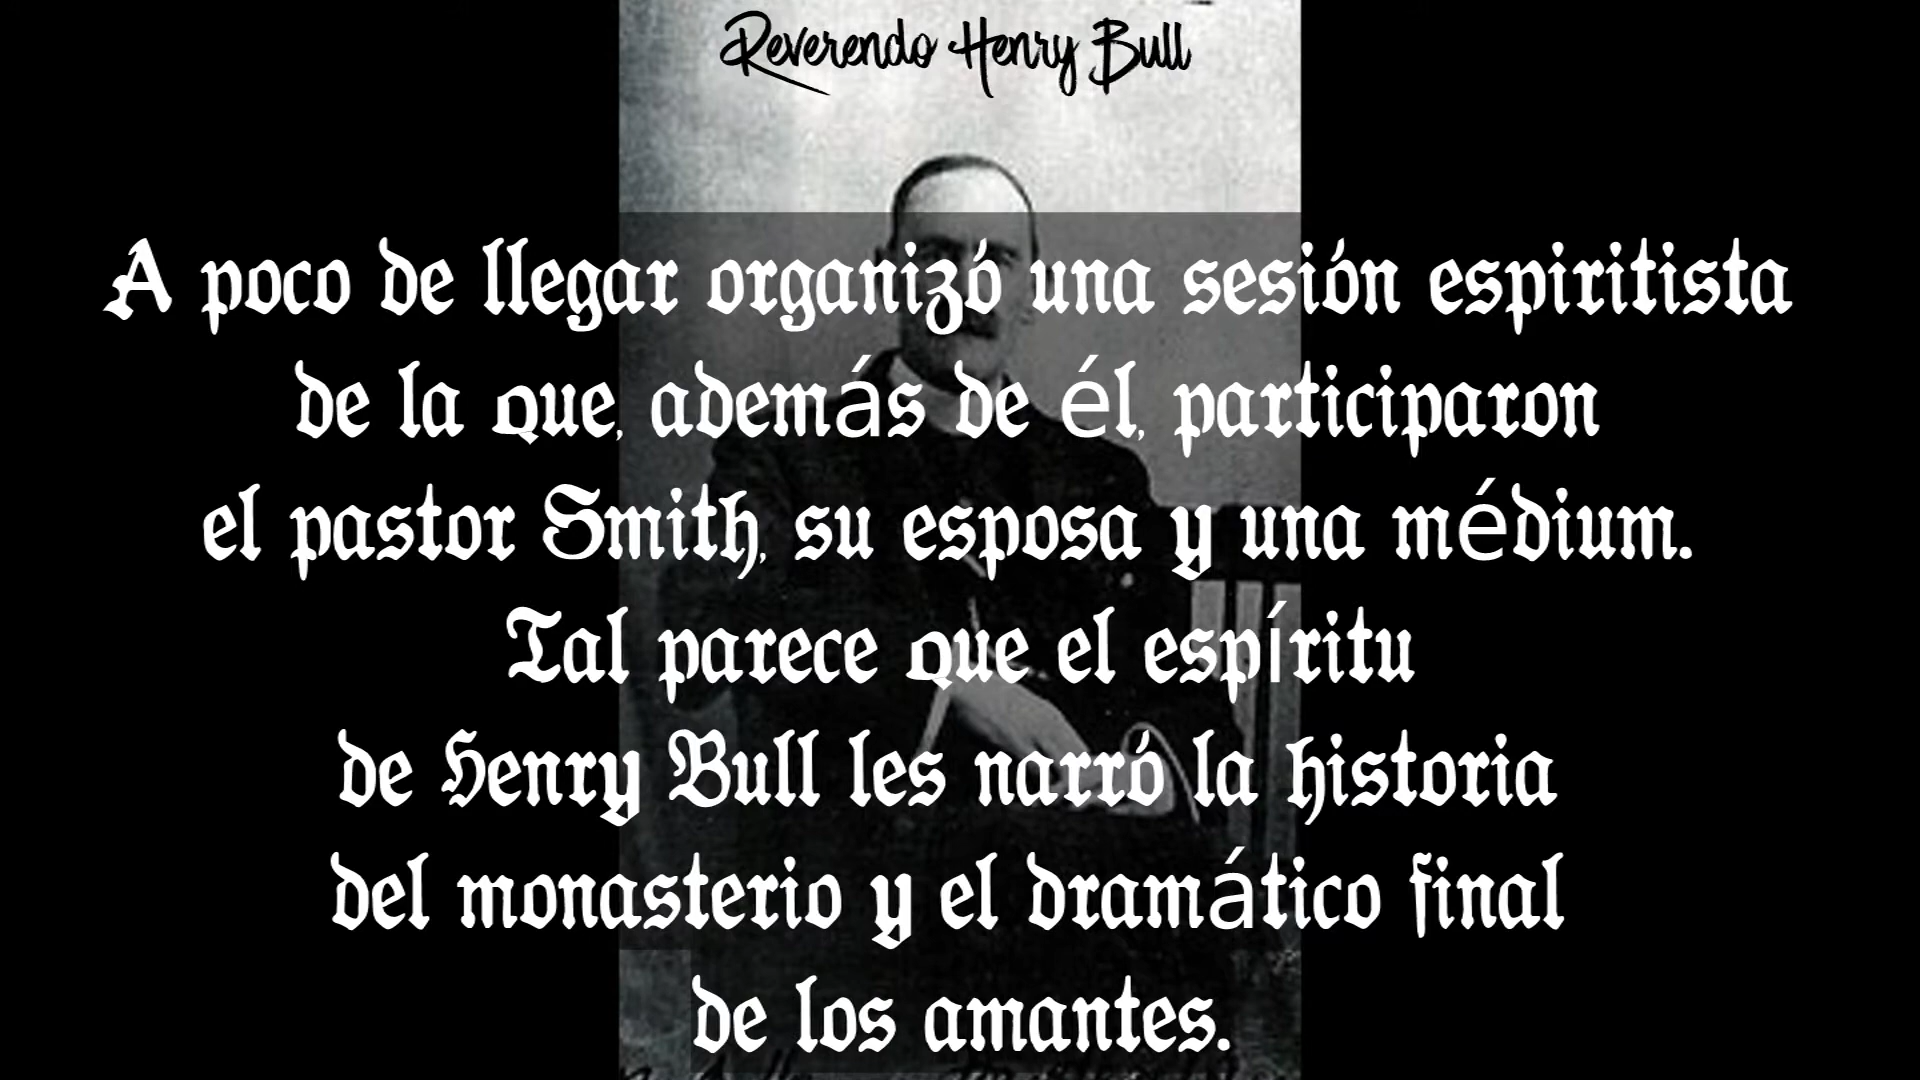 Reverendo Henry Bull
A poco de llegar organizó una sesión espiritista
de la que, además de él, participaron
el pastor Smith, su esposa y una médium.
Tal parece que el espíritu
de Henry Bull les narró la historia
del monasterio y el dramático final
de los amantes.